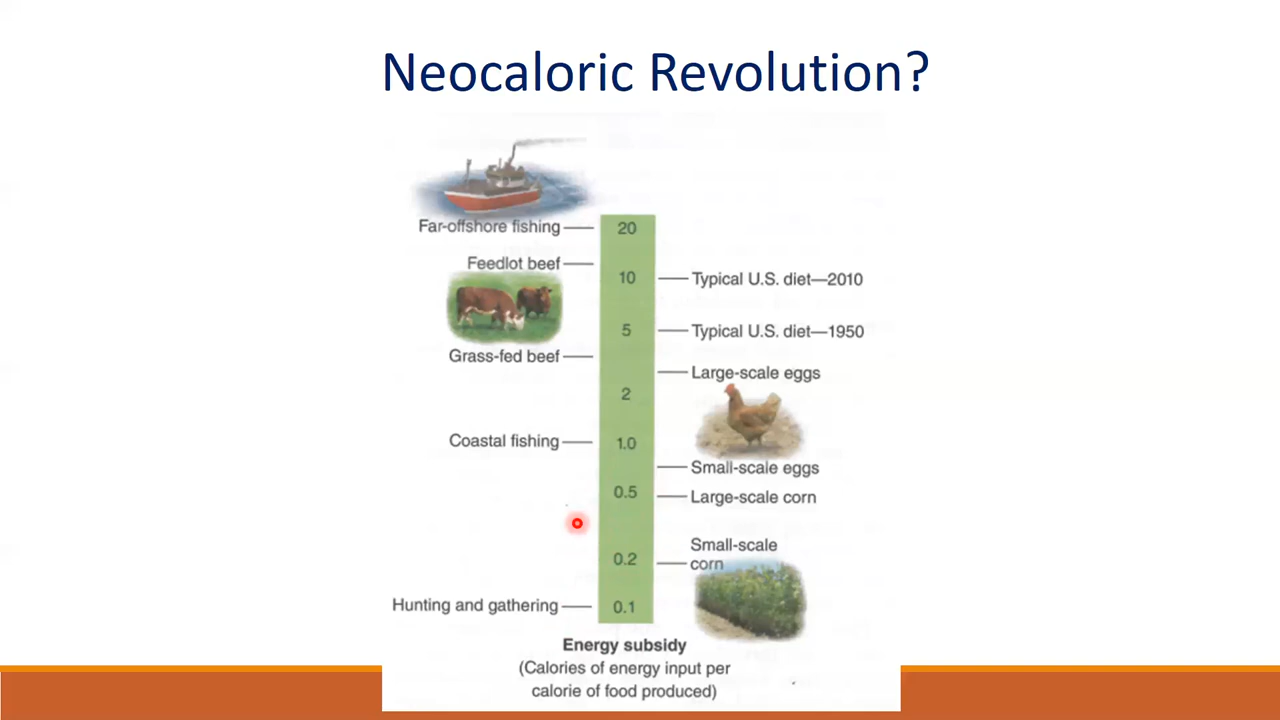 Neocaloric Revolution?
Far-offshore fishing
20
Feedlot beef
10
Typical U.S. diet—2010
5
Typical U.S. diet—1950
Grass-fed beef
Large-scale eggs
2
Coastal fishing
1.0
Small-scale eggs
0.5
Large-scale corn
Small-scale
corn
0.2
Hunting and gathering
0.1
Energy subsidy
(Calories of energy input per
calorie of food produced)